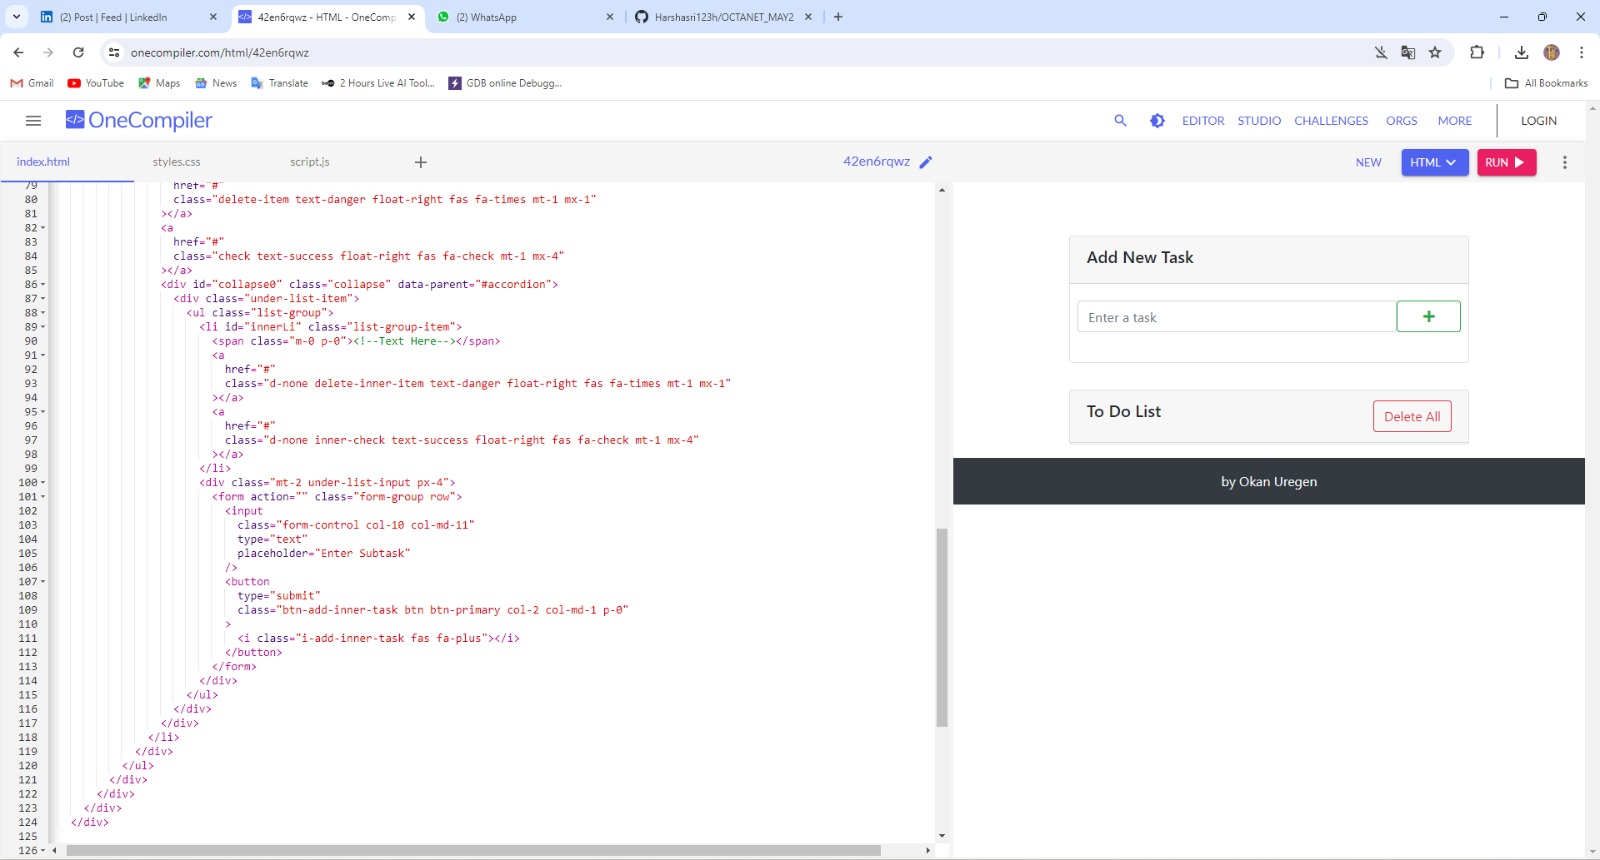 (2) Post | Feed | LinkedIn
42en6rqwz - HTML - OneComp
(2) WhatsApp
Harshasri123h/OCTANET_MAY2
onecompiler.com/html/42en6rqwz
Gmail
YouTube
Maps
News
Translate
2 Hours Live AI Tool...
GDB online Debugg...
All Bookmarks
OneCompiler
EDITOR
STUDIO
CHALLENGES
ORGS
MORE
LOGIN
index.html
styles.css
script.js
42en6rqwz
NEW
HTML
RUN
79 href="#"
80 class="delete-item text-danger float-right fas fa-times mt-1 mx-1"
81 ></a>
82 <a
83 href="#"
84 class="check text-success float-right fas fa-check mt-1 mx-4"
85 ></a>
86 <div id="collapse0" class="collapse" data-parent="#accordion">
87 <div class="under-list-item">
88 <ul class="list-group">
89 <li id="innerLi" class="list-group-item">
90 <span class="m-0 p-0"><!--Text Here--></span>
91 <a
92 href="#"
93 class="d-none delete-inner-item text-danger float-right fas fa-times mt-1 mx-1"
94 ></a>
95 <a
96 href="#"
97 class="d-none inner-check text-success float-right fas fa-check mt-1 mx-4"
98 ></a>
99 </li>
100 <div class="mt-2 under-list-input px-4">
101 <form action="" class="form-group row">
102 <input
103 class="form-control col-10 col-md-11"
104 type="text"
105 placeholder="Enter Subtask"
106 />
107 <button
108 type="submit"
109 class="btn-add-inner-task btn btn-primary col-2 col-md-1 p-0"
110 >
111 <i class="i-add-inner-task fas fa-plus"></i>
112 </button>
113 </form>
114 </div>
115 </ul>
116 </div>
117 </div>
118 </li>
119 </div>
120 </ul>
121 </div>
122 </div>
123 </div>
124 </div>
125
126
Add New Task
Enter a task
To Do List
Delete All
by Okan Uregen